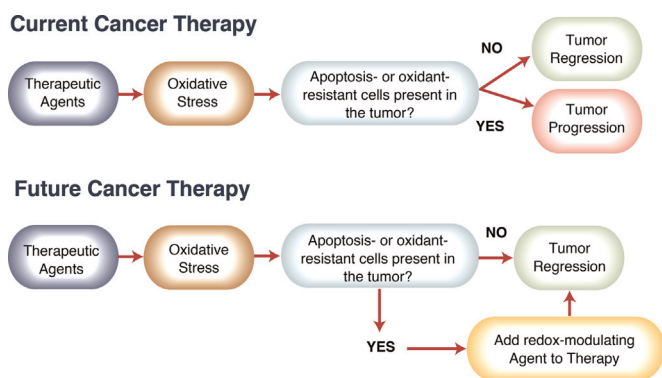 Current Cancer Therapy
Therapeutic
Agents
Oxidative
Stress
Apoptosis- or oxidant-
resistant cells present in
the tumor?
NO
YES
Tumor
Regression
Tumor
Progression
Future Cancer Therapy
Therapeutic
Agents
Oxidative
Stress
Apoptosis- or oxidant-
resistant cells present in
the tumor?
NO
Tumor
Regression
YES
Add redox-modulating
Agent to Therapy